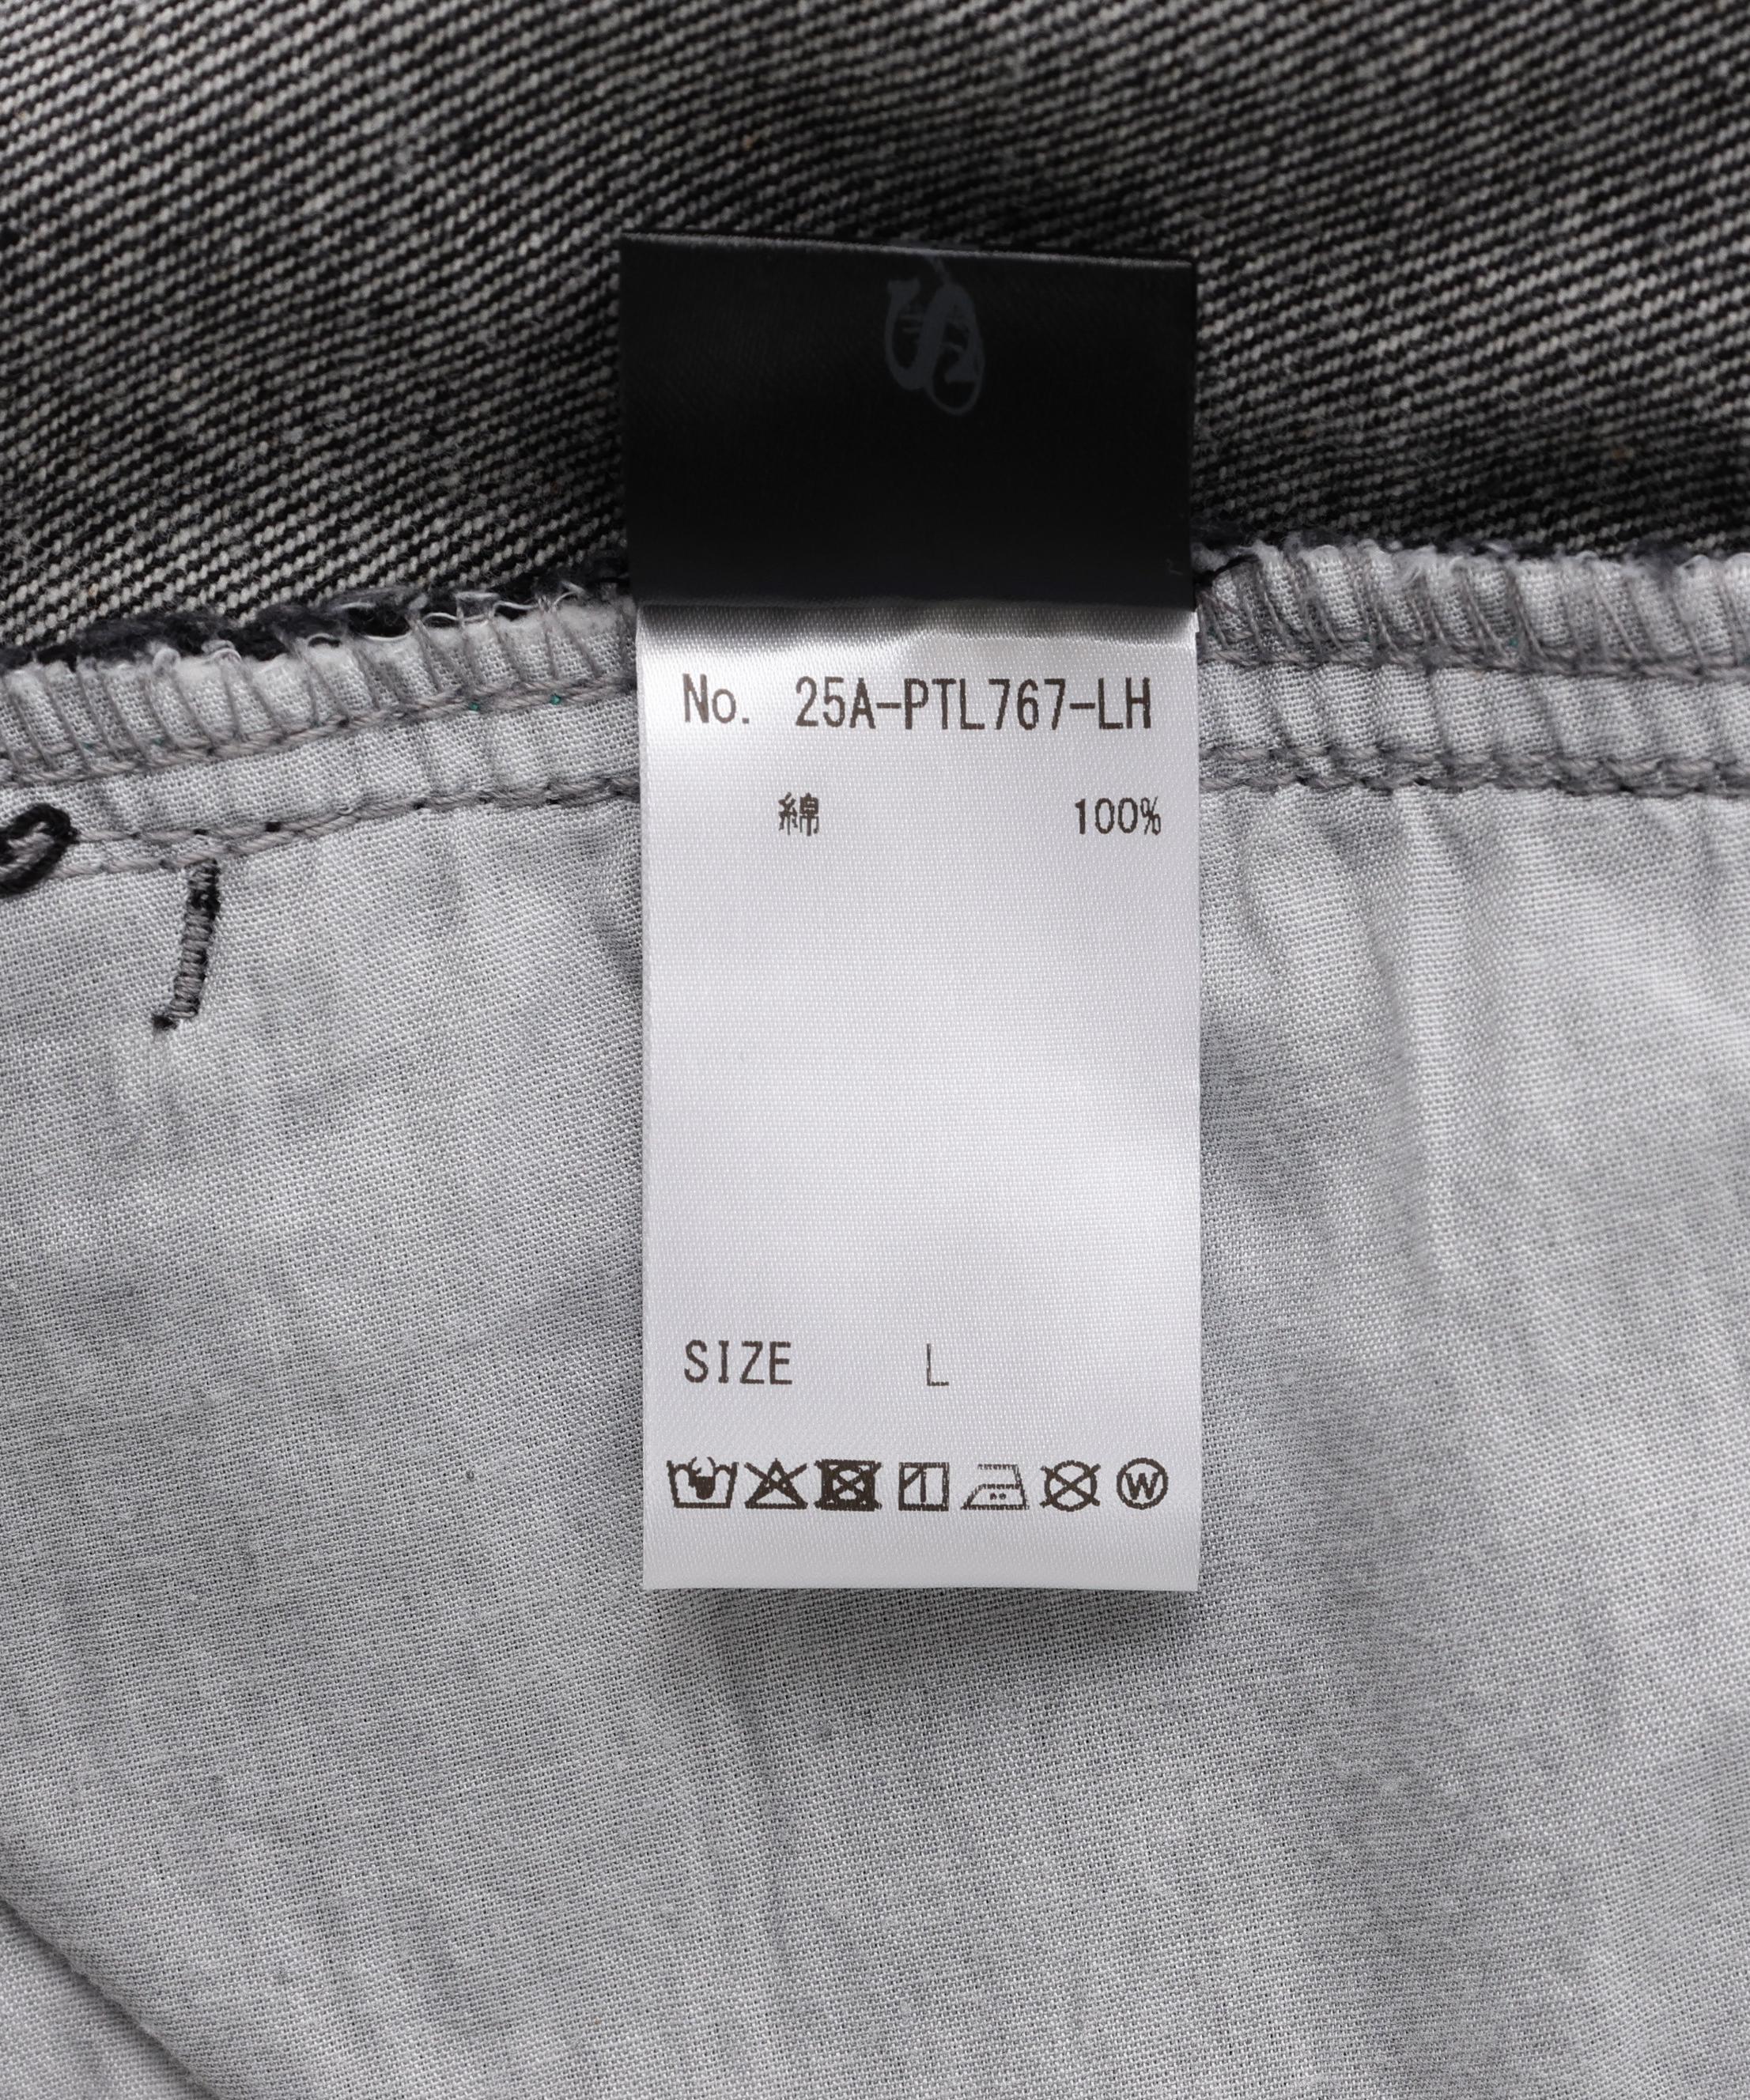 No. 25A-PTL767-LH
綿 100%
SIZE L
W